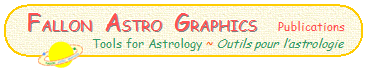 FALLON ASTRO GRAPHICS Publications
Tools for Astrology ~ Outils pour l'astrologie